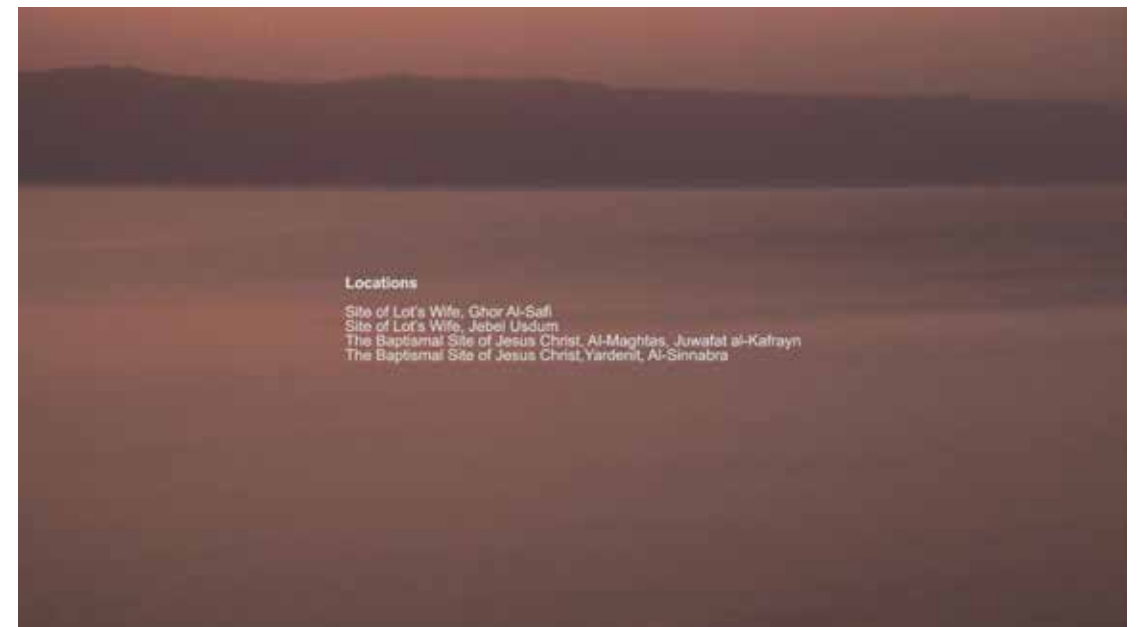 Locations
Site of Lot's Wife, Ghor Al-Safi
Site of Lot's Wife, Jebel Usdum
The Baptismal Site of Jesus Christ, Al-Maghtas, Juwafat al-Kafrayn
The Baptismal Site of Jesus Christ,Yardenit, Al-Sinnabra